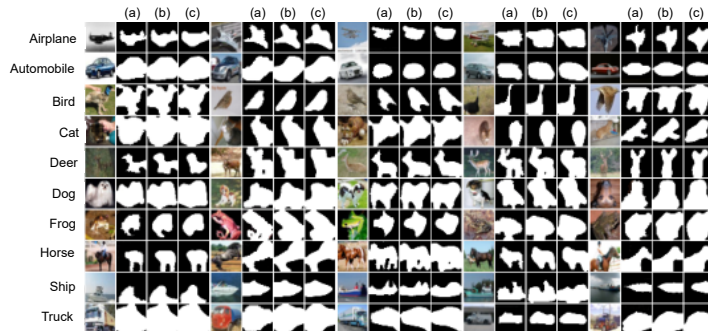 (a) (b) (c) (a) (b) (c) (a) (b) (c) (a) (b) (c) (a) (b) (c)
Airplane
Automobile
Bird
Cat
Deer
Dog
Frog
Horse
Ship
Truck